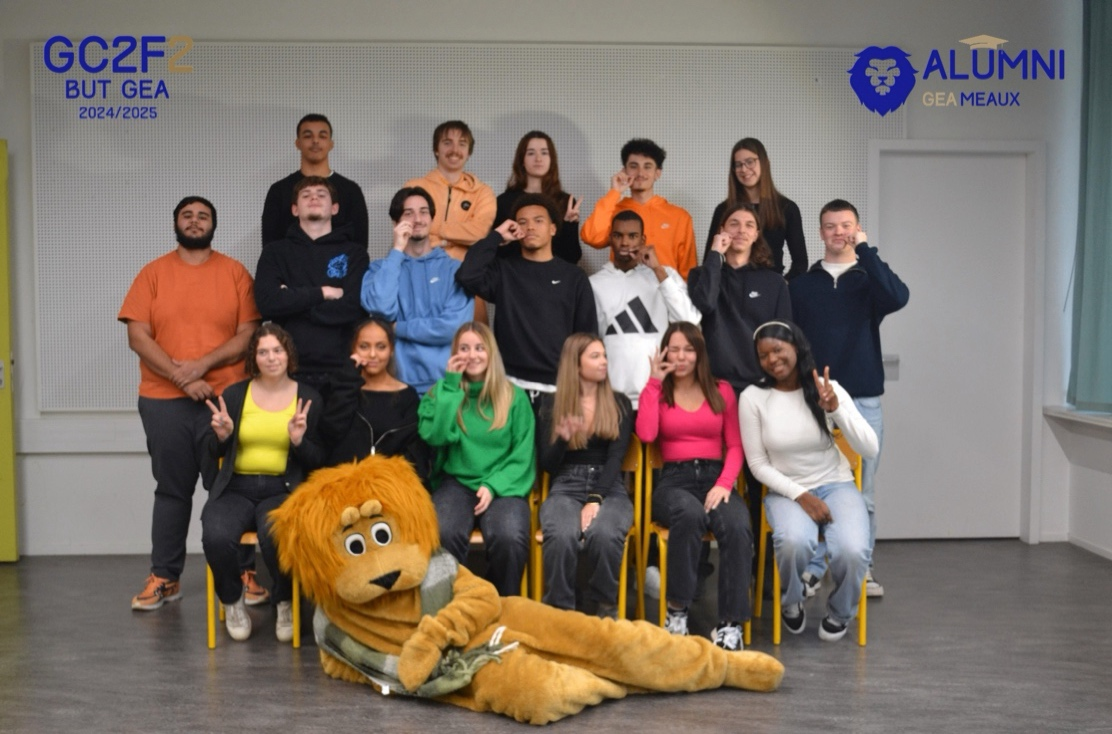 GC2F2
BUT GEA
2024/2025
ALUMNI
GEA MEAUX